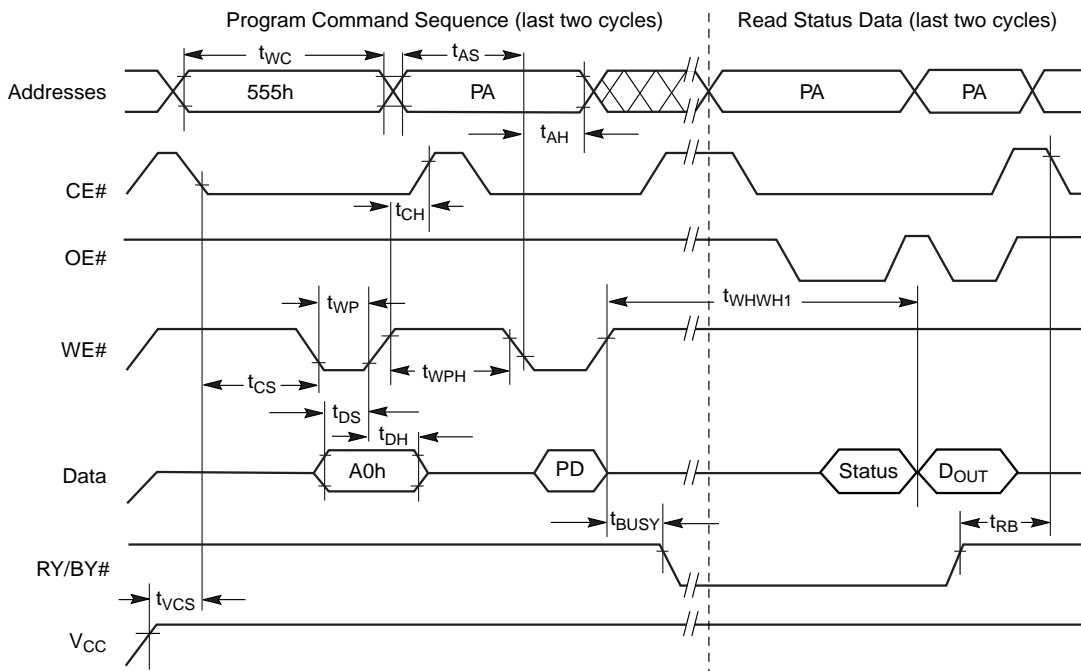 Program Command Sequence (last two cycles)
Read Status Data (last two cycles)
tWC
tAS
Addresses
555h
PA
PA
PA
tAH
CE#
tCH
OE#
tWHWH1
tWP
WE#
tCS
tWPH
tDS
tDH
Data
A0h
PD
Status
DOUT
tBUSY
tRB
RY/BY#
tVCS
VCC